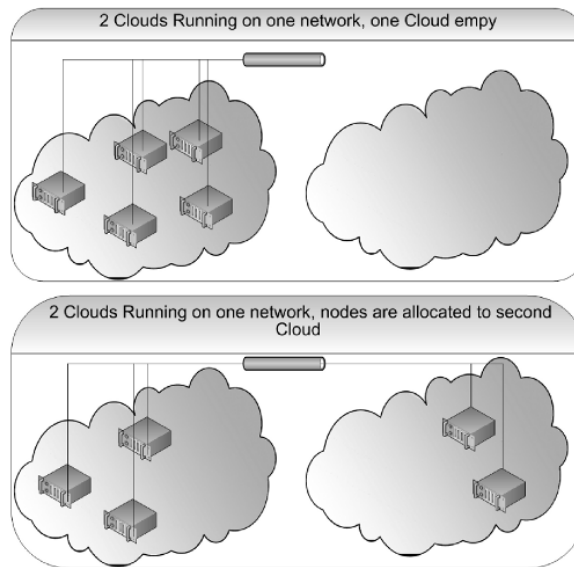 2 Clouds Running on one network, one Cloud empy
2 Clouds Running on one network, nodes are allocated to second
Cloud